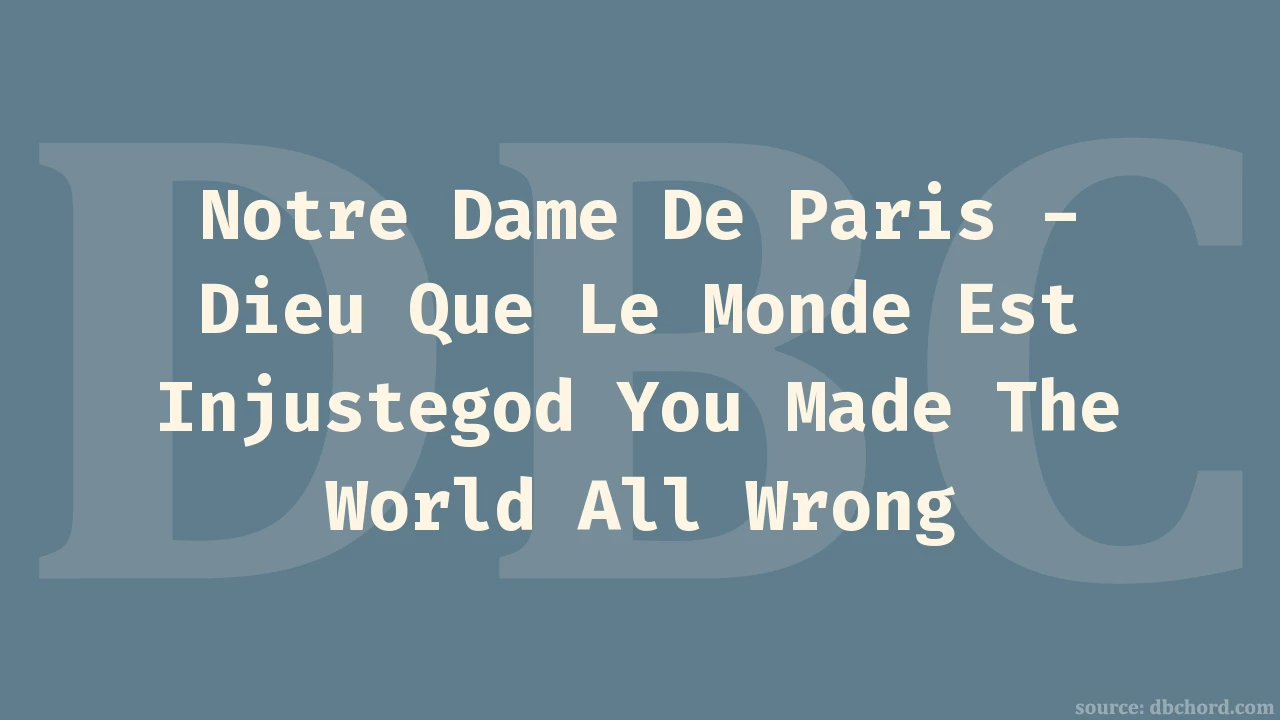 DBC
Notre Dame De Paris –
Dieu Que Le Monde Est
Injustegod You Made The
World All Wrong
source: dbchord.com